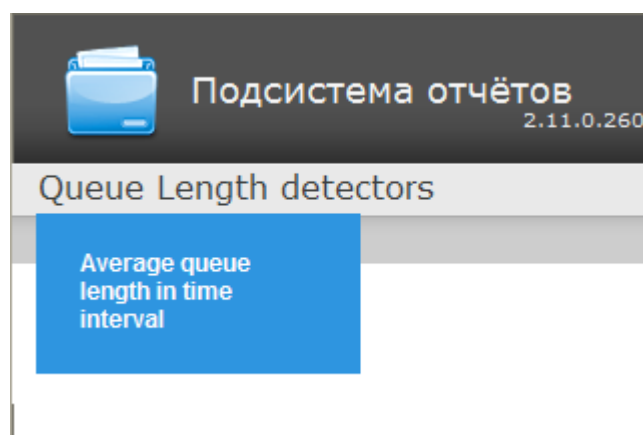 Подсистема отчётов
2.11.0.260
Queue Length detectors
Average queue
length in time
interval